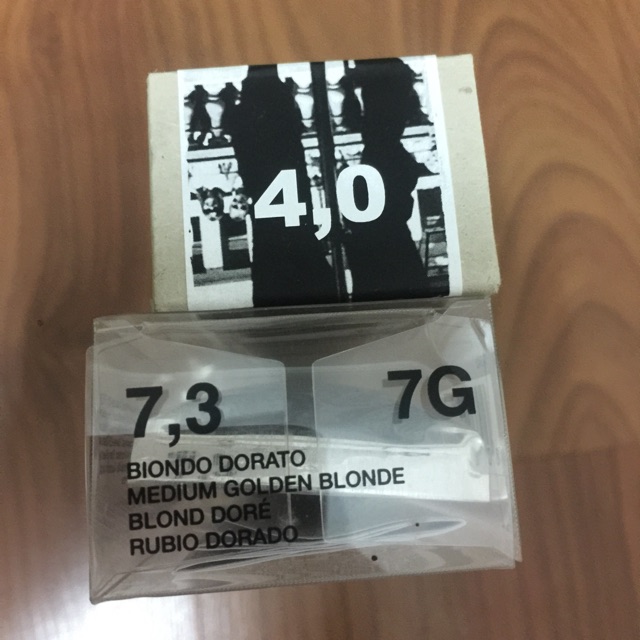 4,0
7,3 7G
BIONDO DORATO
MEDIUM GOLDEN BLONDE
BLOND DORÉ
RUBIO DORADO